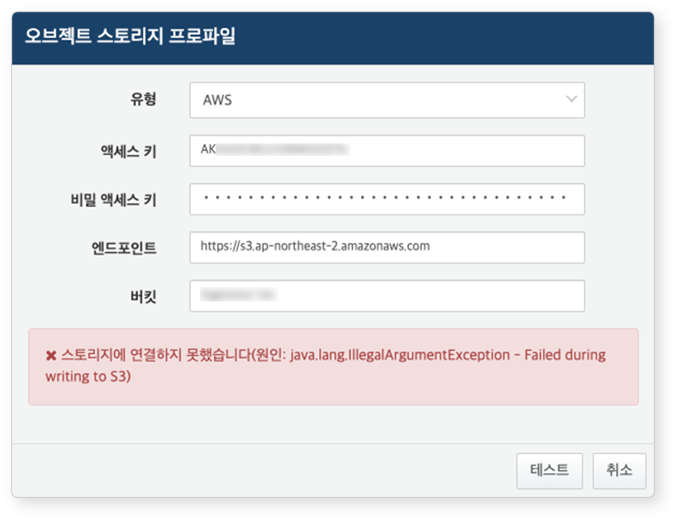 오브젝트 스토리지 프로파일
유형
AWS
액세스 키
AK
비밀 액세스 키
엔드포인트
https://s3.ap-northeast-2.amazonaws.com
버킷
✖ 스토리지에 연결하지 못했습니다(원인: java.lang.IllegalArgumentException - Failed during
writing to S3)
테스트
취소